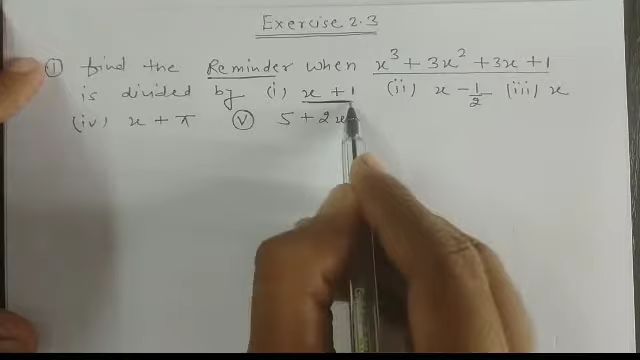 Exercise 2.3
① find the Reminder when x³ + 3x² + 3x + 1
is divided by (i) x + 1 (ii) x - 1/2 (iii) x
(iv) x + π ⓥ 5 + 2x